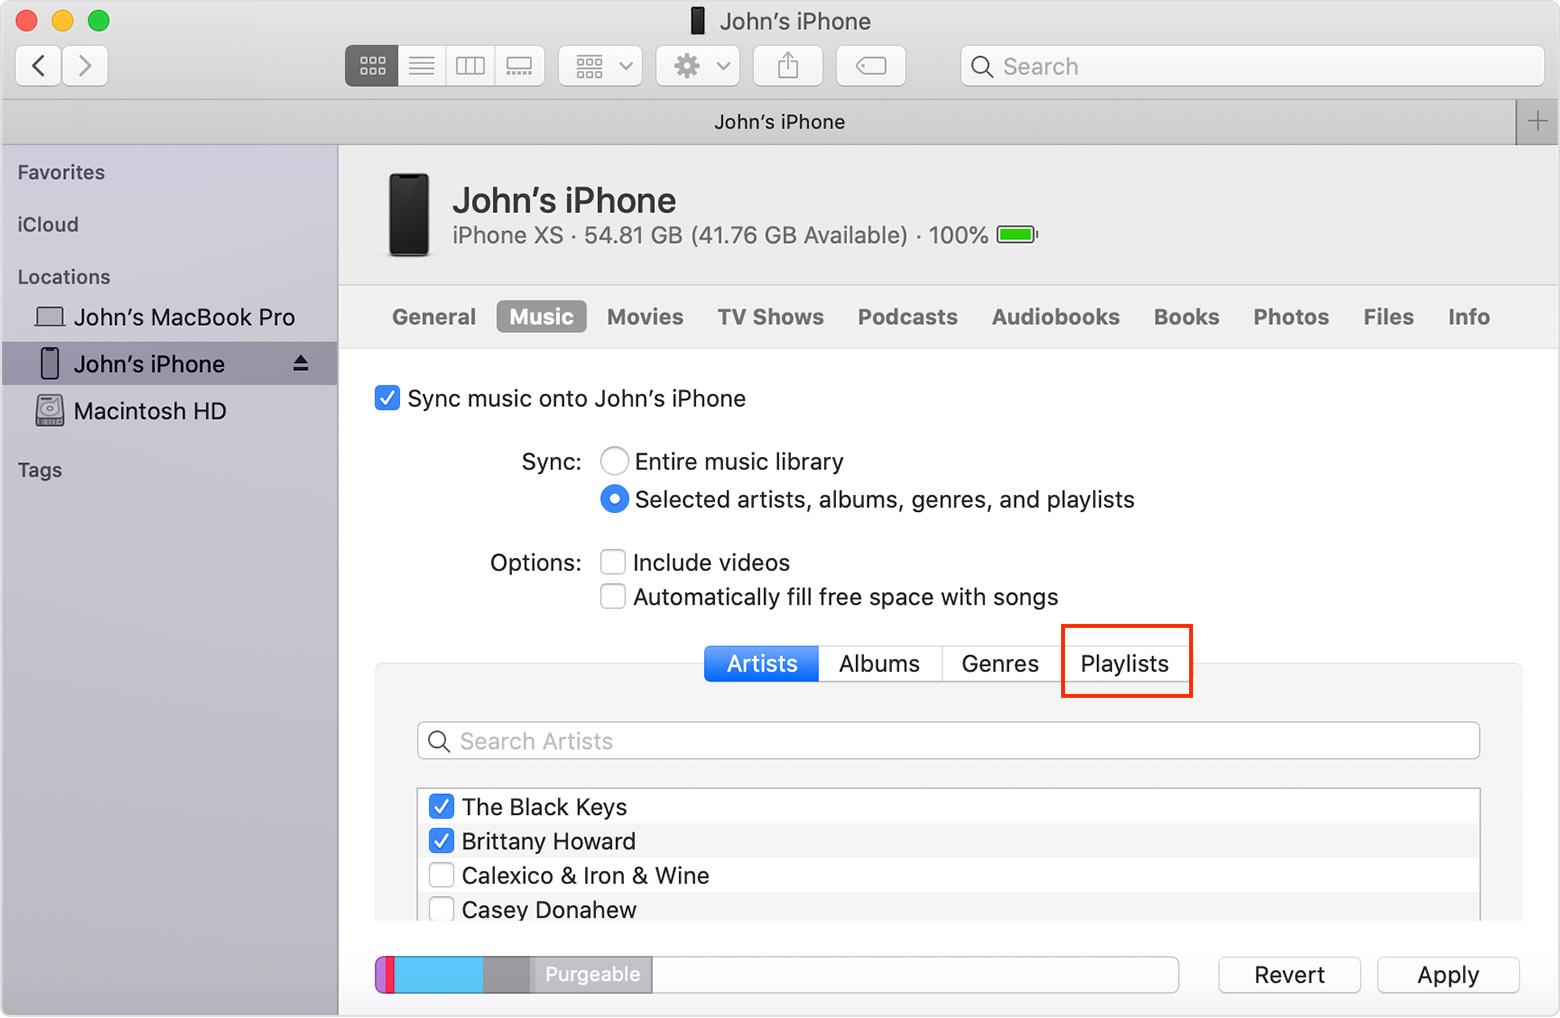 John’s iPhone
Search
John’s iPhone
Favorites
iCloud
Locations
John’s MacBook Pro
John’s iPhone
Macintosh HD
Tags
John’s iPhone
iPhone XS · 54.81 GB (41.76 GB Available) · 100%
General Music Movies TV Shows Podcasts Audiobooks Books Photos Files Info
Sync music onto John’s iPhone
Sync: Entire music library
Selected artists, albums, genres, and playlists
Options: Include videos
Automatically fill free space with songs
Artists Albums Genres Playlists
Search Artists
The Black Keys
Brittany Howard
Calexico & Iron & Wine
Casey Donahew
Purgeable Revert Apply